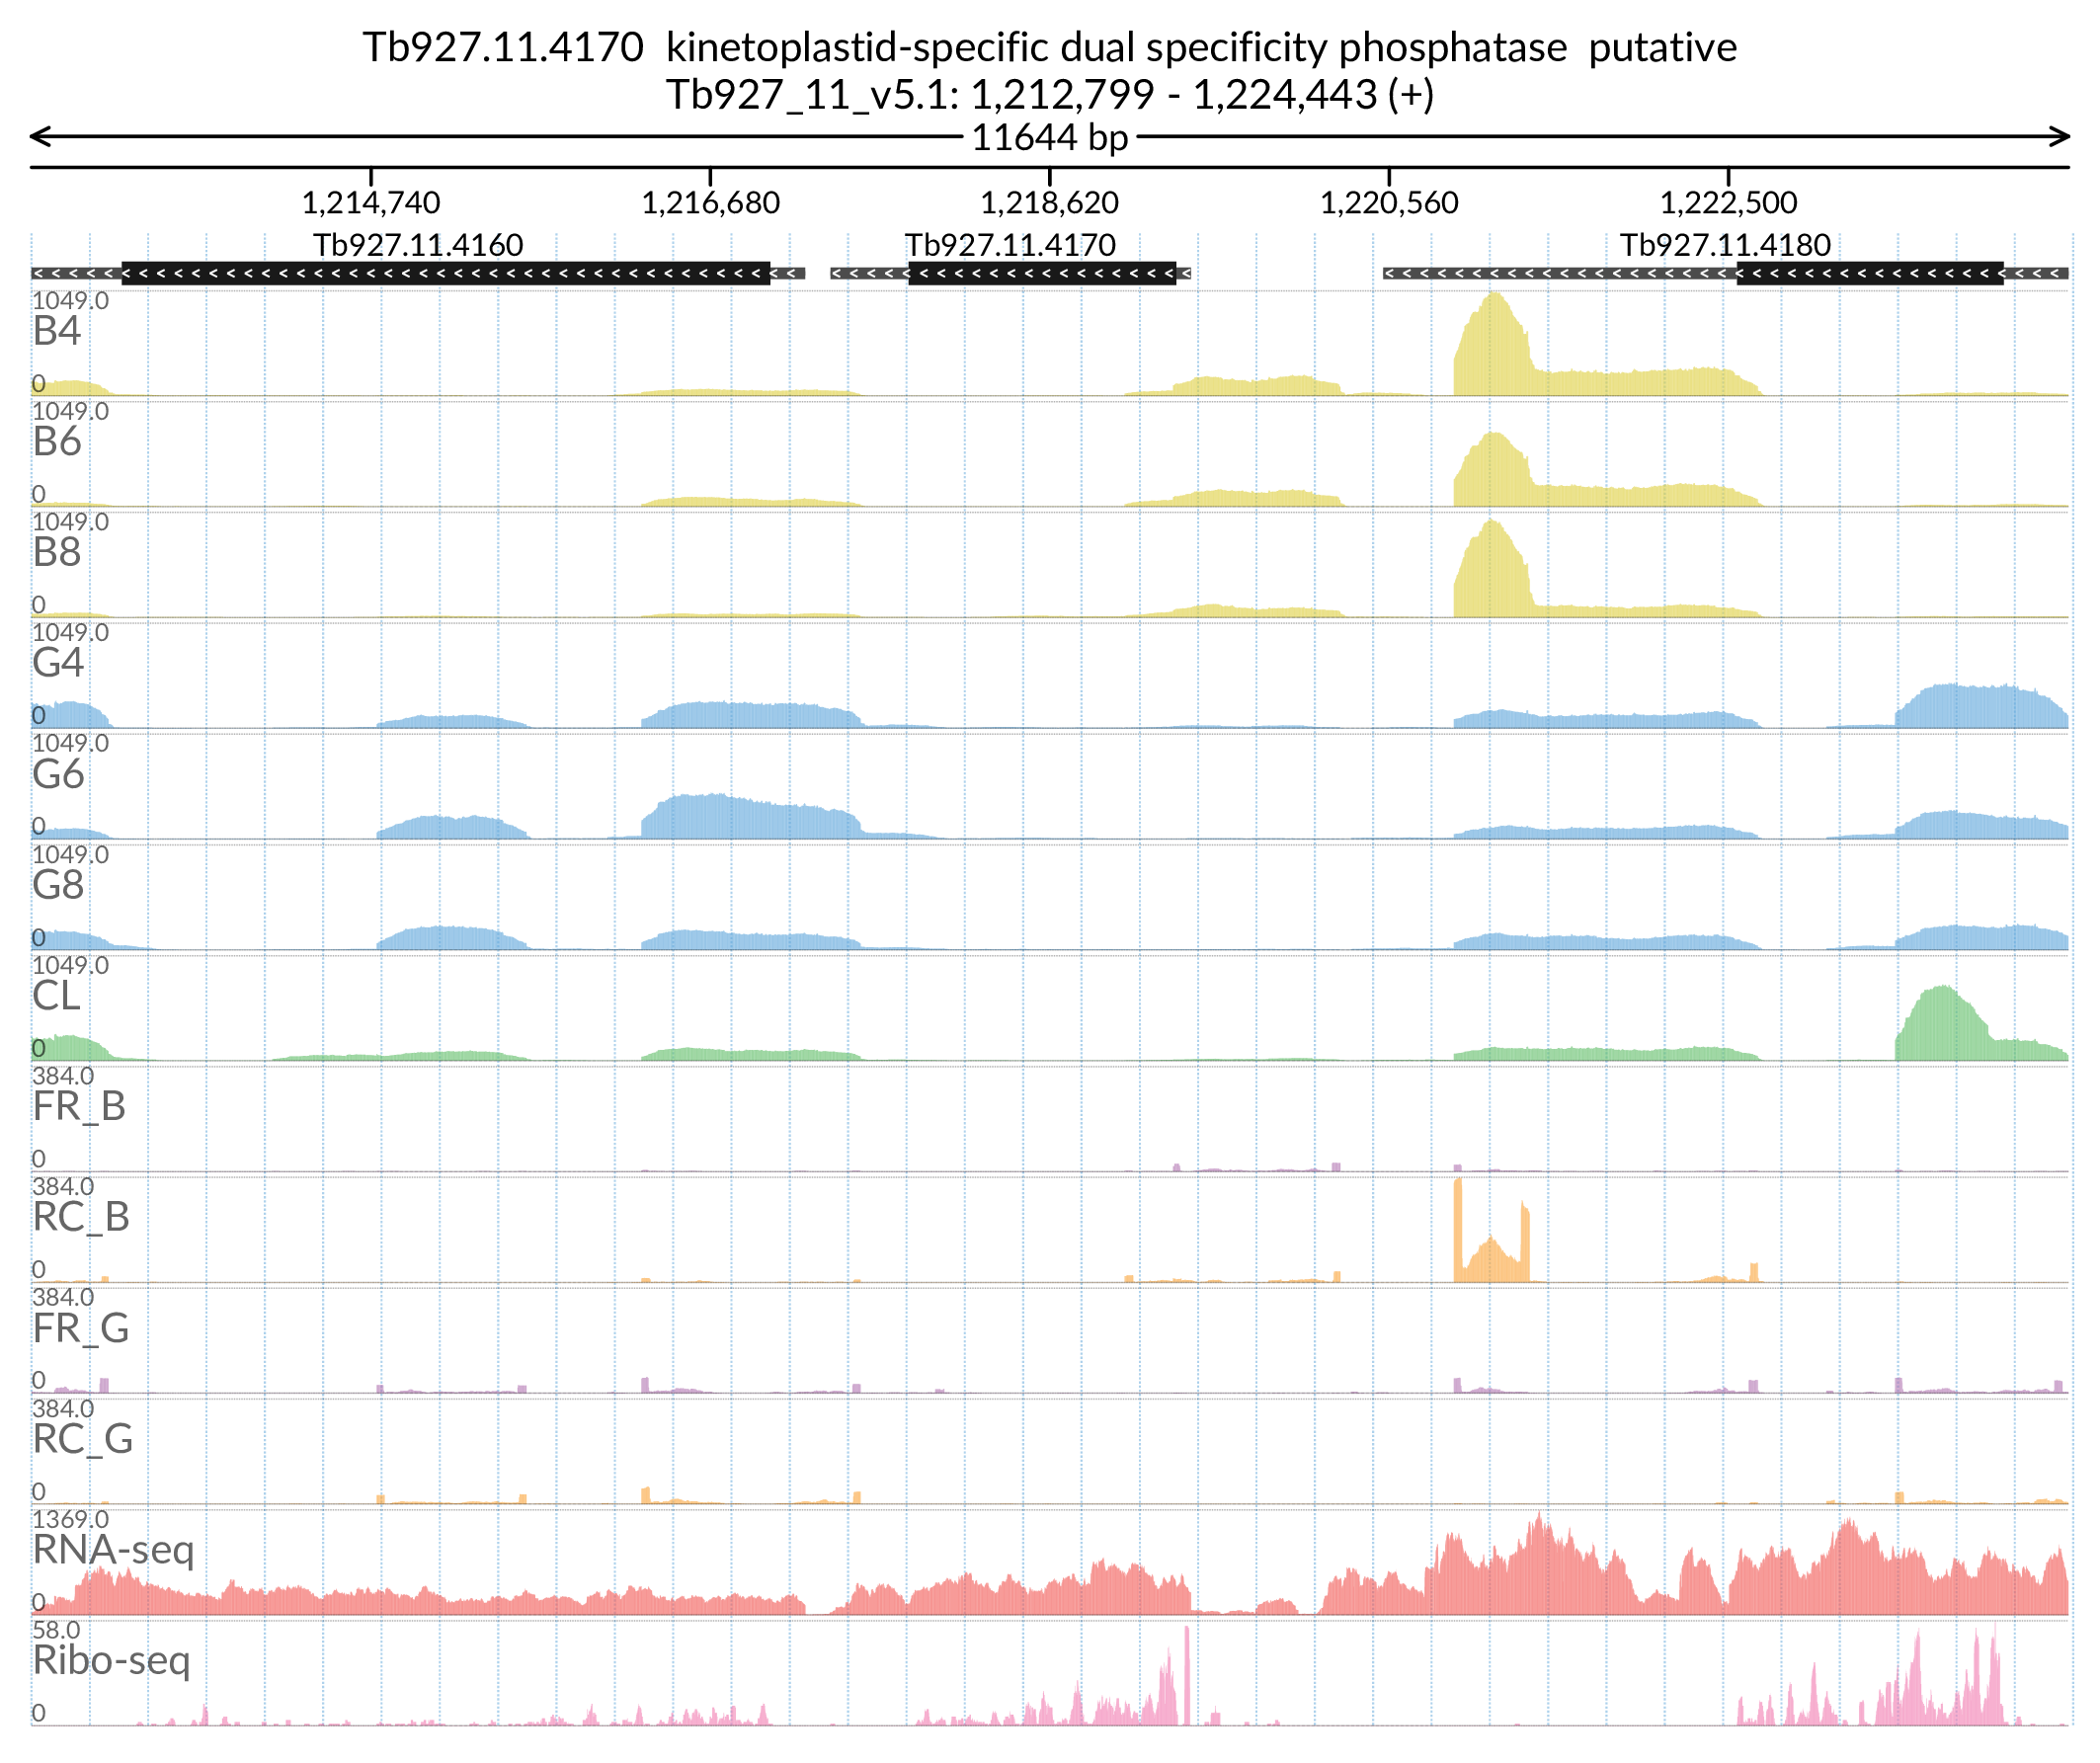 Tb927.11.4170  kinetoplastid-specific dual specificity phosphatase  putative
Tb927_11_v5.1: 1,212,799 - 1,224,443 (+)
11644 bp
1,214,740 1,216,680 1,218,620 1,220,560 1,222,500
Tb927.11.4160 Tb927.11.4170 Tb927.11.4180
1049.0
B4
0
1049.0
B6
0
1049.0
B8
0
1049.0
G4
0
1049.0
G6
0
1049.0
G8
0
1049.0
CL
0
384.0
FR_B
0
384.0
RC_B
0
384.0
FR_G
0
384.0
RC_G
0
1369.0
RNA-seq
0
58.0
Ribo-seq
0